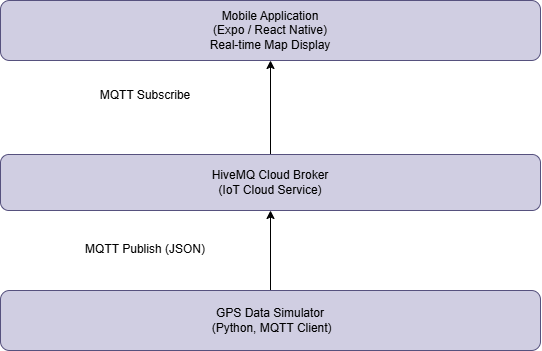 Mobile Application
(Expo / React Native)
Real-time Map Display
MQTT Subscribe
HiveMQ Cloud Broker
(IoT Cloud Service)
MQTT Publish (JSON)
GPS Data Simulator
(Python, MQTT Client)